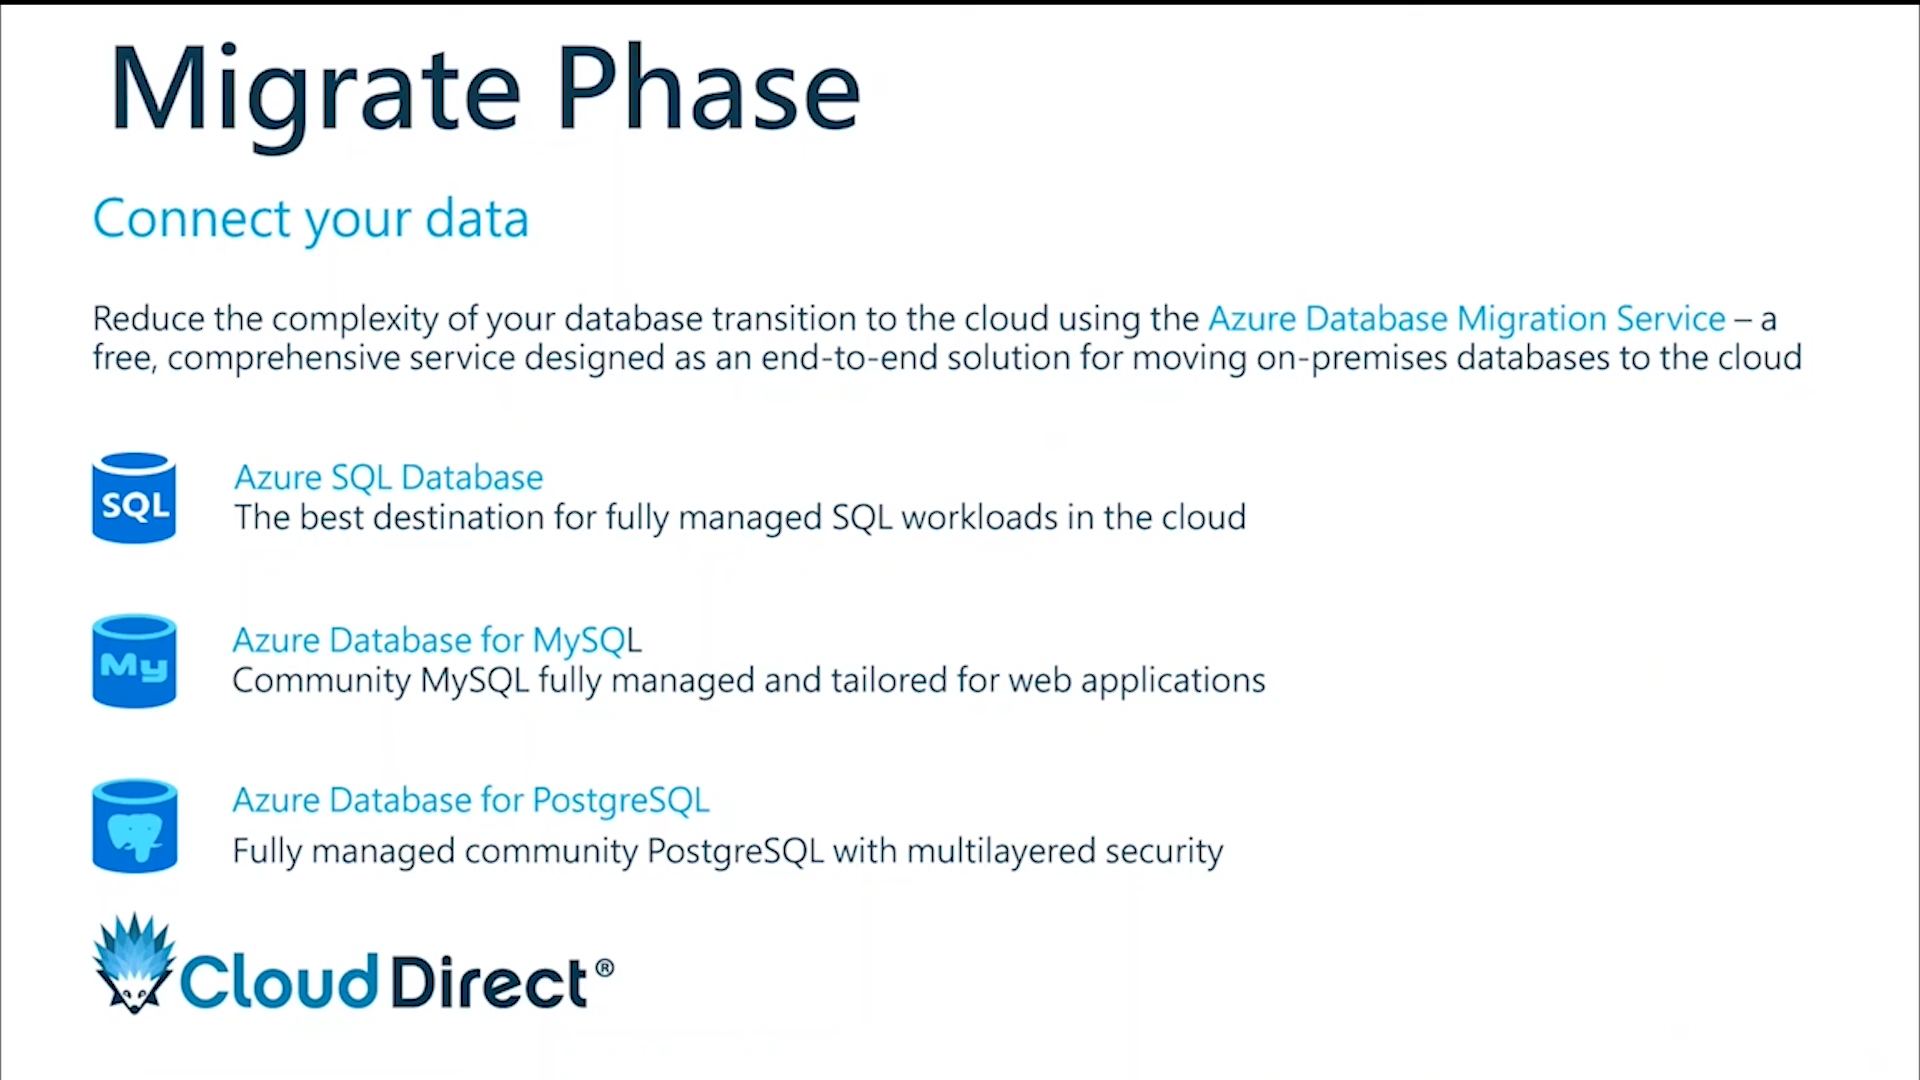 Migrate Phase
Connect your data
Reduce the complexity of your database transition to the cloud using the Azure Database Migration Service – a
free, comprehensive service designed as an end-to-end solution for moving on-premises databases to the cloud
SQL
Azure SQL Database
The best destination for fully managed SQL workloads in the cloud
My
Azure Database for MySQL
Community MySQL fully managed and tailored for web applications
Azure Database for PostgreSQL
Fully managed community PostgreSQL with multilayered security
Cloud Direct®